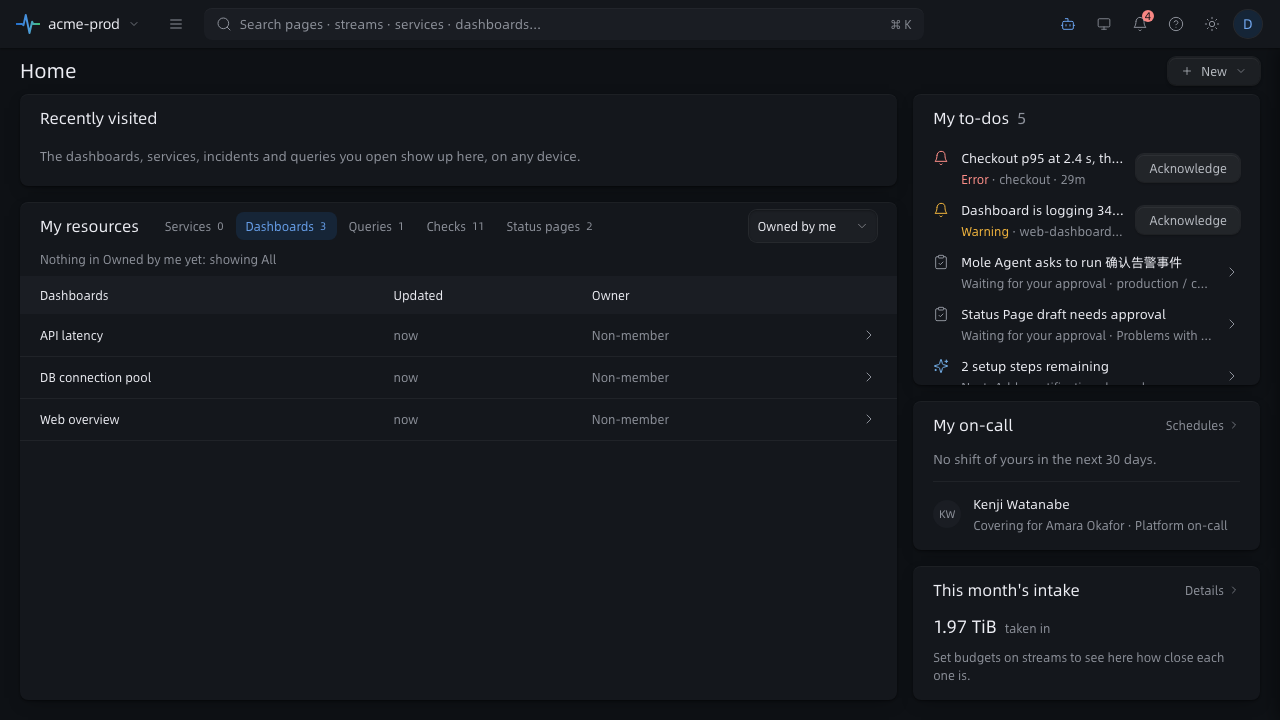 acme-prod
Search pages · streams · services · dashboards...
⌘ K
4
D
Home
New
Recently visited
The dashboards, services, incidents and queries you open show up here, on any device.
My resources
Services 0
Dashboards 3
Queries 1
Checks 11
Status pages 2
Owned by me
Nothing in Owned by me yet: showing All
Dashboards Updated Owner
API latency now Non-member
DB connection pool now Non-member
Web overview now Non-member
My to-dos 5
Checkout p95 at 2.4 s, th...
Error · checkout · 29m
Acknowledge
Dashboard is logging 34...
Warning · web-dashboard...
Acknowledge
Mole Agent asks to run 确认告警事件
Waiting for your approval · production / c...
Status Page draft needs approval
Waiting for your approval · Problems with ...
2 setup steps remaining
My on-call
Schedules
No shift of yours in the next 30 days.
KW
Kenji Watanabe
Covering for Amara Okafor · Platform on-call
This month's intake
Details
1.97 TiB taken in
Set budgets on streams to see here how close each
one is.